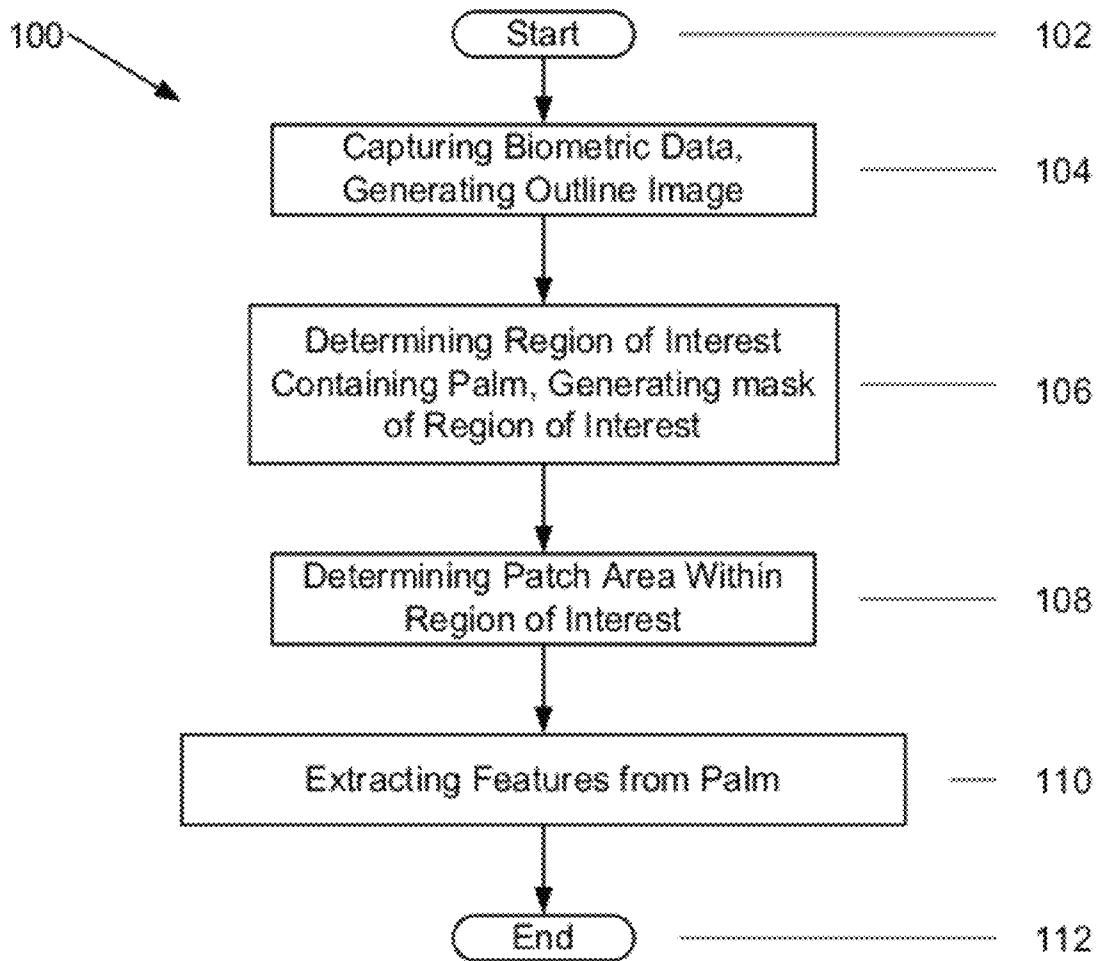 100
Start
102
Capturing Biometric Data,
Generating Outline Image
104
Determining Region of Interest
Containing Palm, Generating mask
of Region of Interest
106
Determining Patch Area Within
Region of Interest
108
Extracting Features from Palm
110
End
112